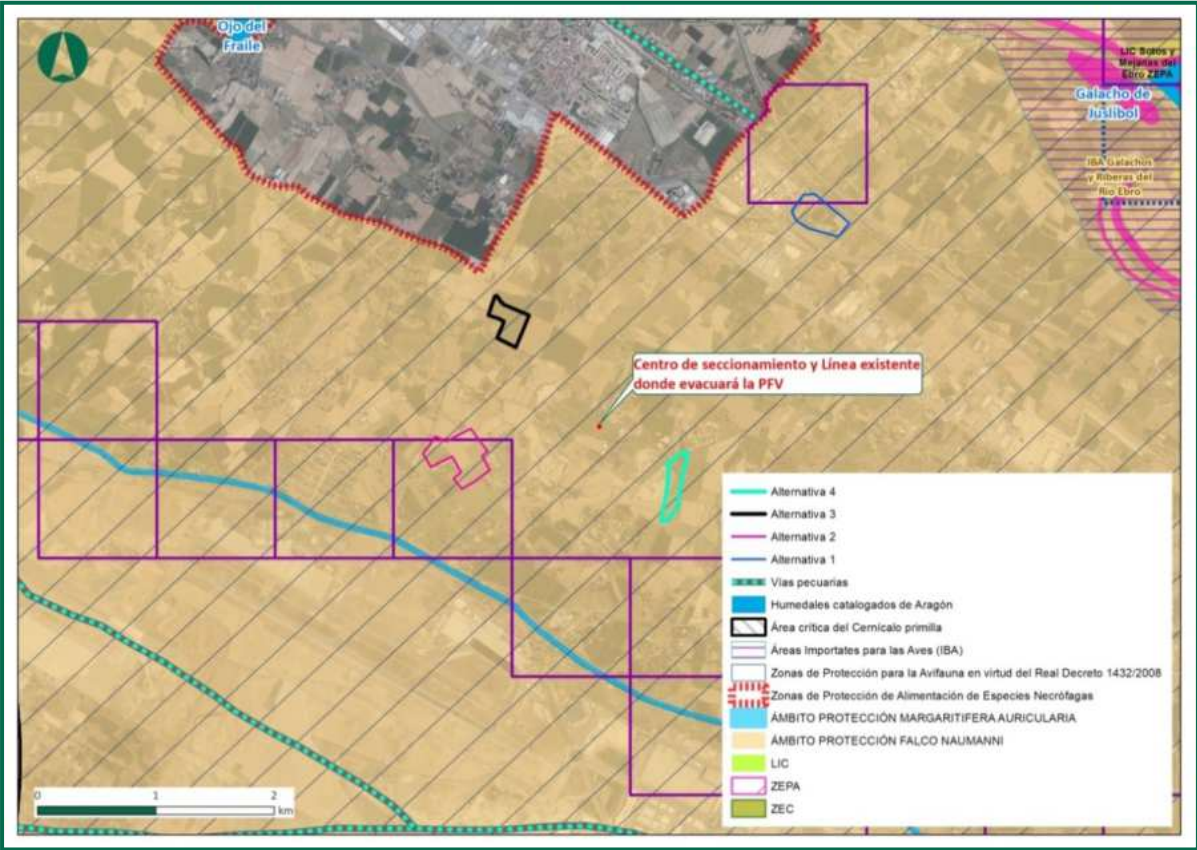 Ojo del
Fraile
LIC Sotos y
Mejanas del
Ebro ZEPA
Galacho de
Juslibol
IBA Galachos
y Riberas del
Rio Ebro
Centro de seccionamiento y Línea existente
donde evacuará la PFV
Alternativa 4
Alternativa 3
Alternativa 2
Alternativa 1
Vías pecuarias
Humedales catalogados de Aragón
Área crítica del Cernícalo primilla
Áreas Importates para las Aves (IBA)
Zonas de Protección para la Avifauna en virtud del Real Decreto 1432/2008
Zonas de Protección de Alimentación de Especies Necrófagas
ÁMBITO PROTECCIÓN MARGARITIFERA AURICULARIA
ÁMBITO PROTECCIÓN FALCO NAUMANNI
LIC
ZEPA
ZEC
0 1 2
km